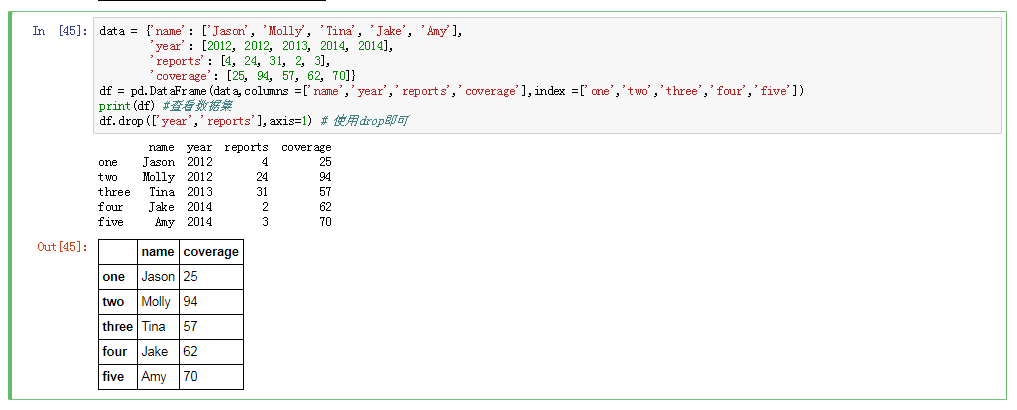 In [45]: data = {'name': ['Jason', 'Molly', 'Tina', 'Jake', 'Amy'],
'year': [2012, 2012, 2013, 2014, 2014],
'reports': [4, 24, 31, 2, 3],
'coverage': [25, 94, 57, 62, 70]}
df = pd.DataFrame(data,columns =['name','year','reports','coverage'],index =['one','two','three','four','five'])
print(df) #查看数据集
df.drop(['year','reports'],axis=1) # 使用drop即可
name year reports coverage
one Jason 2012 4 25
two Molly 2012 24 94
three Tina 2013 31 57
four Jake 2014 2 62
five Amy 2014 3 70
Out[45]:
name coverage
one Jason 25
two Molly 94
three Tina 57
four Jake 62
five Amy 70